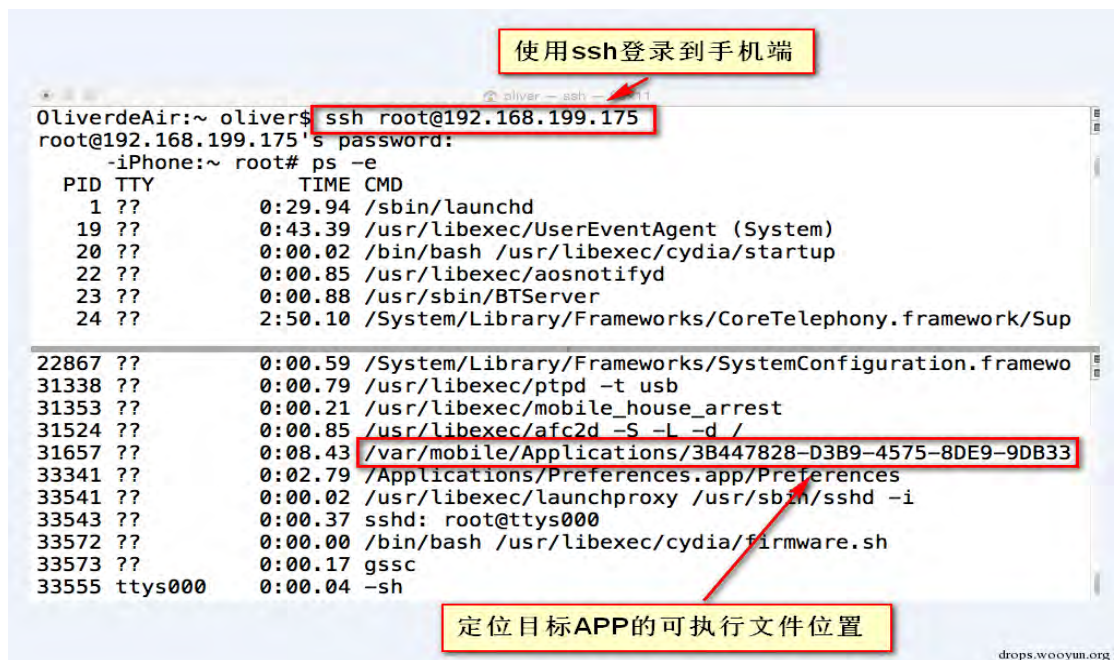 使用ssh登录到手机端
oliver — ssh —
OliverdeAir:~ oliver$ ssh root@192.168.199.175
root@192.168.199.175's password:
-iPhone:~ root# ps -e
PID TTY TIME CMD
1 ?? 0:29.94 /sbin/launchd
19 ?? 0:43.39 /usr/libexec/UserEventAgent (System)
20 ?? 0:00.02 /bin/bash /usr/libexec/cydia/startup
22 ?? 0:00.85 /usr/libexec/aosnotifyd
23 ?? 0:00.88 /usr/sbin/BTServer
24 ?? 2:50.10 /System/Library/Frameworks/CoreTelephony.framework/Sup
22867 ?? 0:00.59 /System/Library/Frameworks/SystemConfiguration.framewo
31338 ?? 0:00.79 /usr/libexec/ptpd -t usb
31353 ?? 0:00.21 /usr/libexec/mobile_house_arrest
31524 ?? 0:00.85 /usr/libexec/afc2d -S -L -d /
31657 ?? 0:08.43 /var/mobile/Applications/3B447828-D3B9-4575-8DE9-9DB33
33341 ?? 0:02.79 /Applications/Preferences.app/Preferences
33541 ?? 0:00.02 /usr/libexec/launchproxy /usr/sbin/sshd -i
33543 ?? 0:00.37 sshd: root@ttys000
33572 ?? 0:00.00 /bin/bash /usr/libexec/cydia/firmware.sh
33573 ?? 0:00.17 gssc
33555 ttys000 0:00.04 -sh
定位目标APP的可执行文件位置
drops.wooyun.org